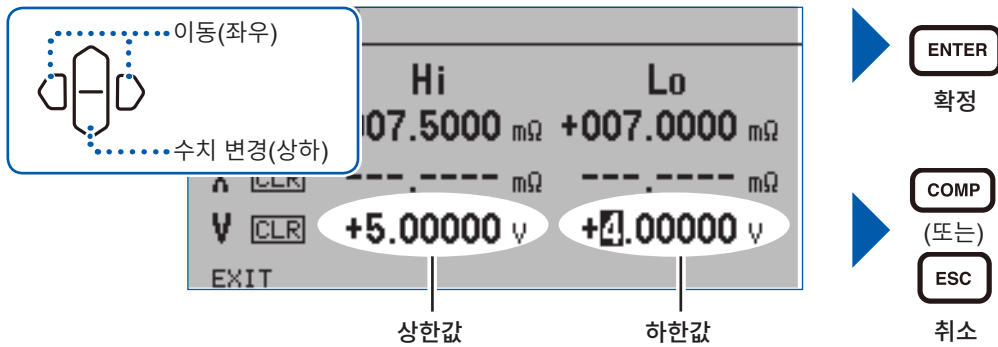 이동(좌우)
수치 변경(상하)
Hi Lo
07.5000 mΩ +007.0000 mΩ
X CLR ---.---- mΩ ---.---- mΩ
V CLR +5.00000 V +4.00000 V
EXIT
상한값 하한값
ENTER
확정
COMP
(또는)
ESC
취소